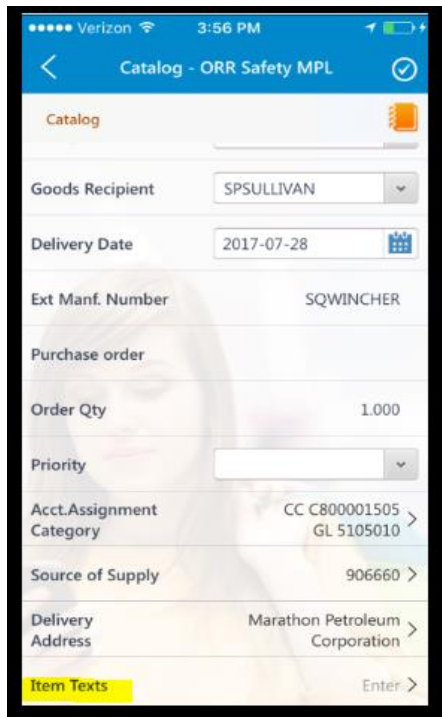 Verizon 3:56 PM
Catalog - ORR Safety MPL
Catalog
Goods Recipient SPSULLIVAN
Delivery Date 2017-07-28
Ext Manf. Number SQWINCHER
Purchase order
Order Qty 1.000
Priority
Acct.Assignment CC C800001505
Category GL 5105010
Source of Supply 906660
Delivery Marathon Petroleum
Address Corporation
Item Texts Enter